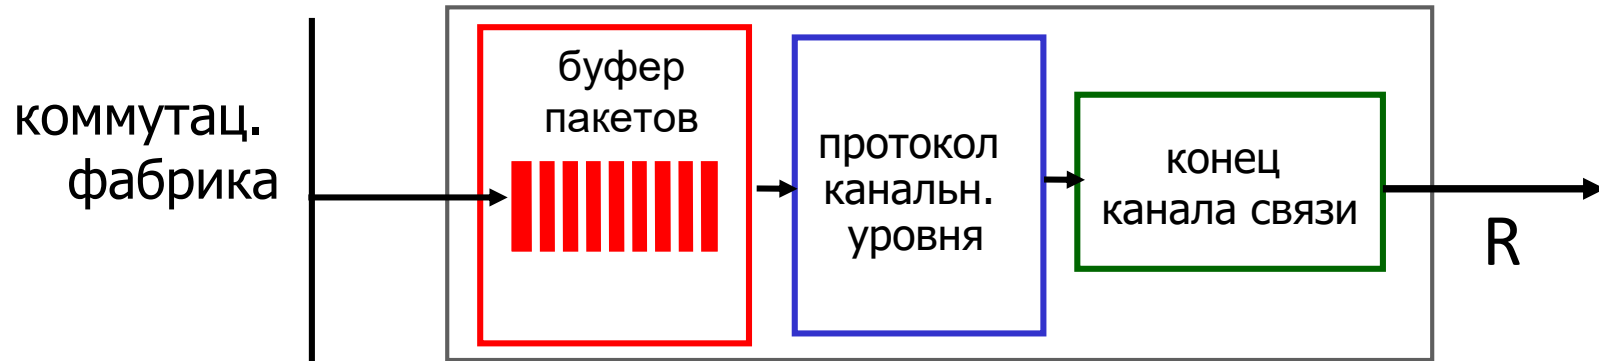 коммутац.
фабрика
буфер
пакетов
протокол
канальн.
уровня
конец
канала связи
R